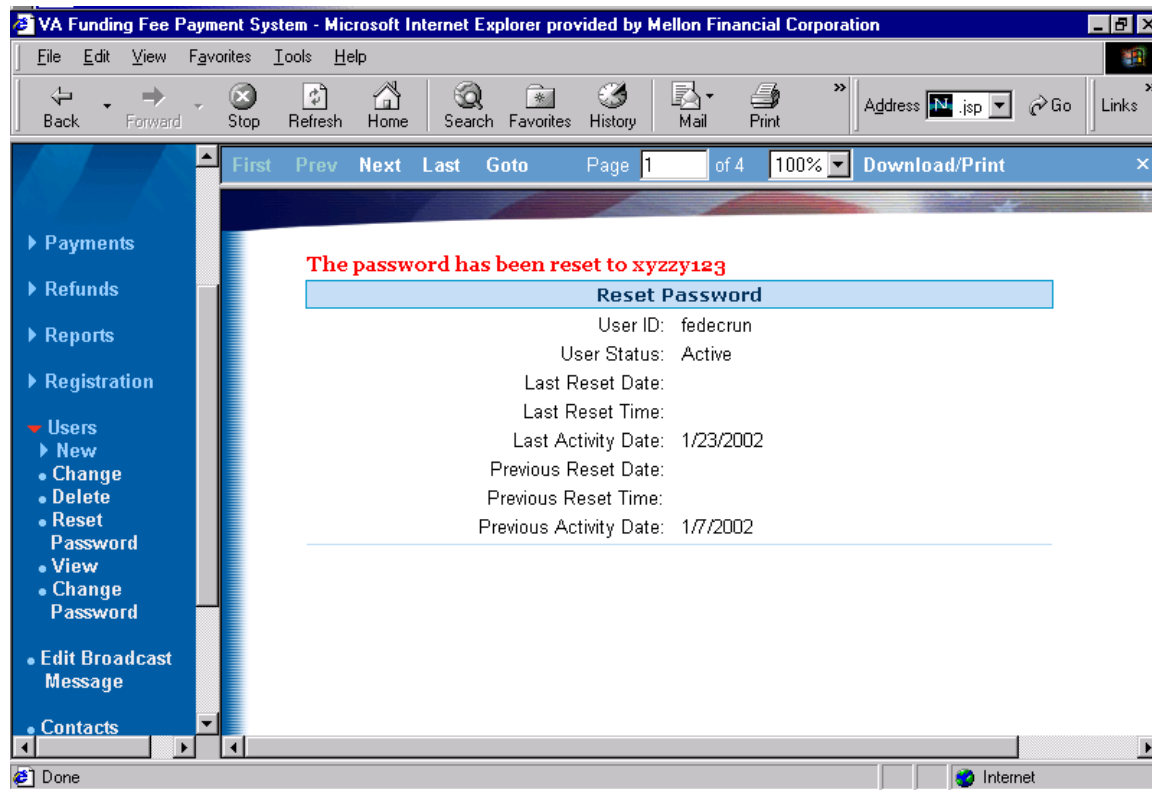 VA Funding Fee Payment System - Microsoft Internet Explorer provided by Mellon Financial Corporation
File Edit View Favorites Tools Help
Back Forward Stop Refresh Home Search Favorites History Mail Print » Address .jsp Go Links »
First Prev Next Last Goto Page 1 of 4 100% Download/Print ×
Payments
Refunds
Reports
Registration
Users
New
Change
Delete
Reset
Password
View
Change
Password
Edit Broadcast
Message
Contacts
The password has been reset to xyzzy123
Reset Password
User ID: fedecrun
User Status: Active
Last Reset Date:
Last Reset Time:
Last Activity Date: 1/23/2002
Previous Reset Date:
Previous Reset Time:
Previous Activity Date: 1/7/2002
Done Internet